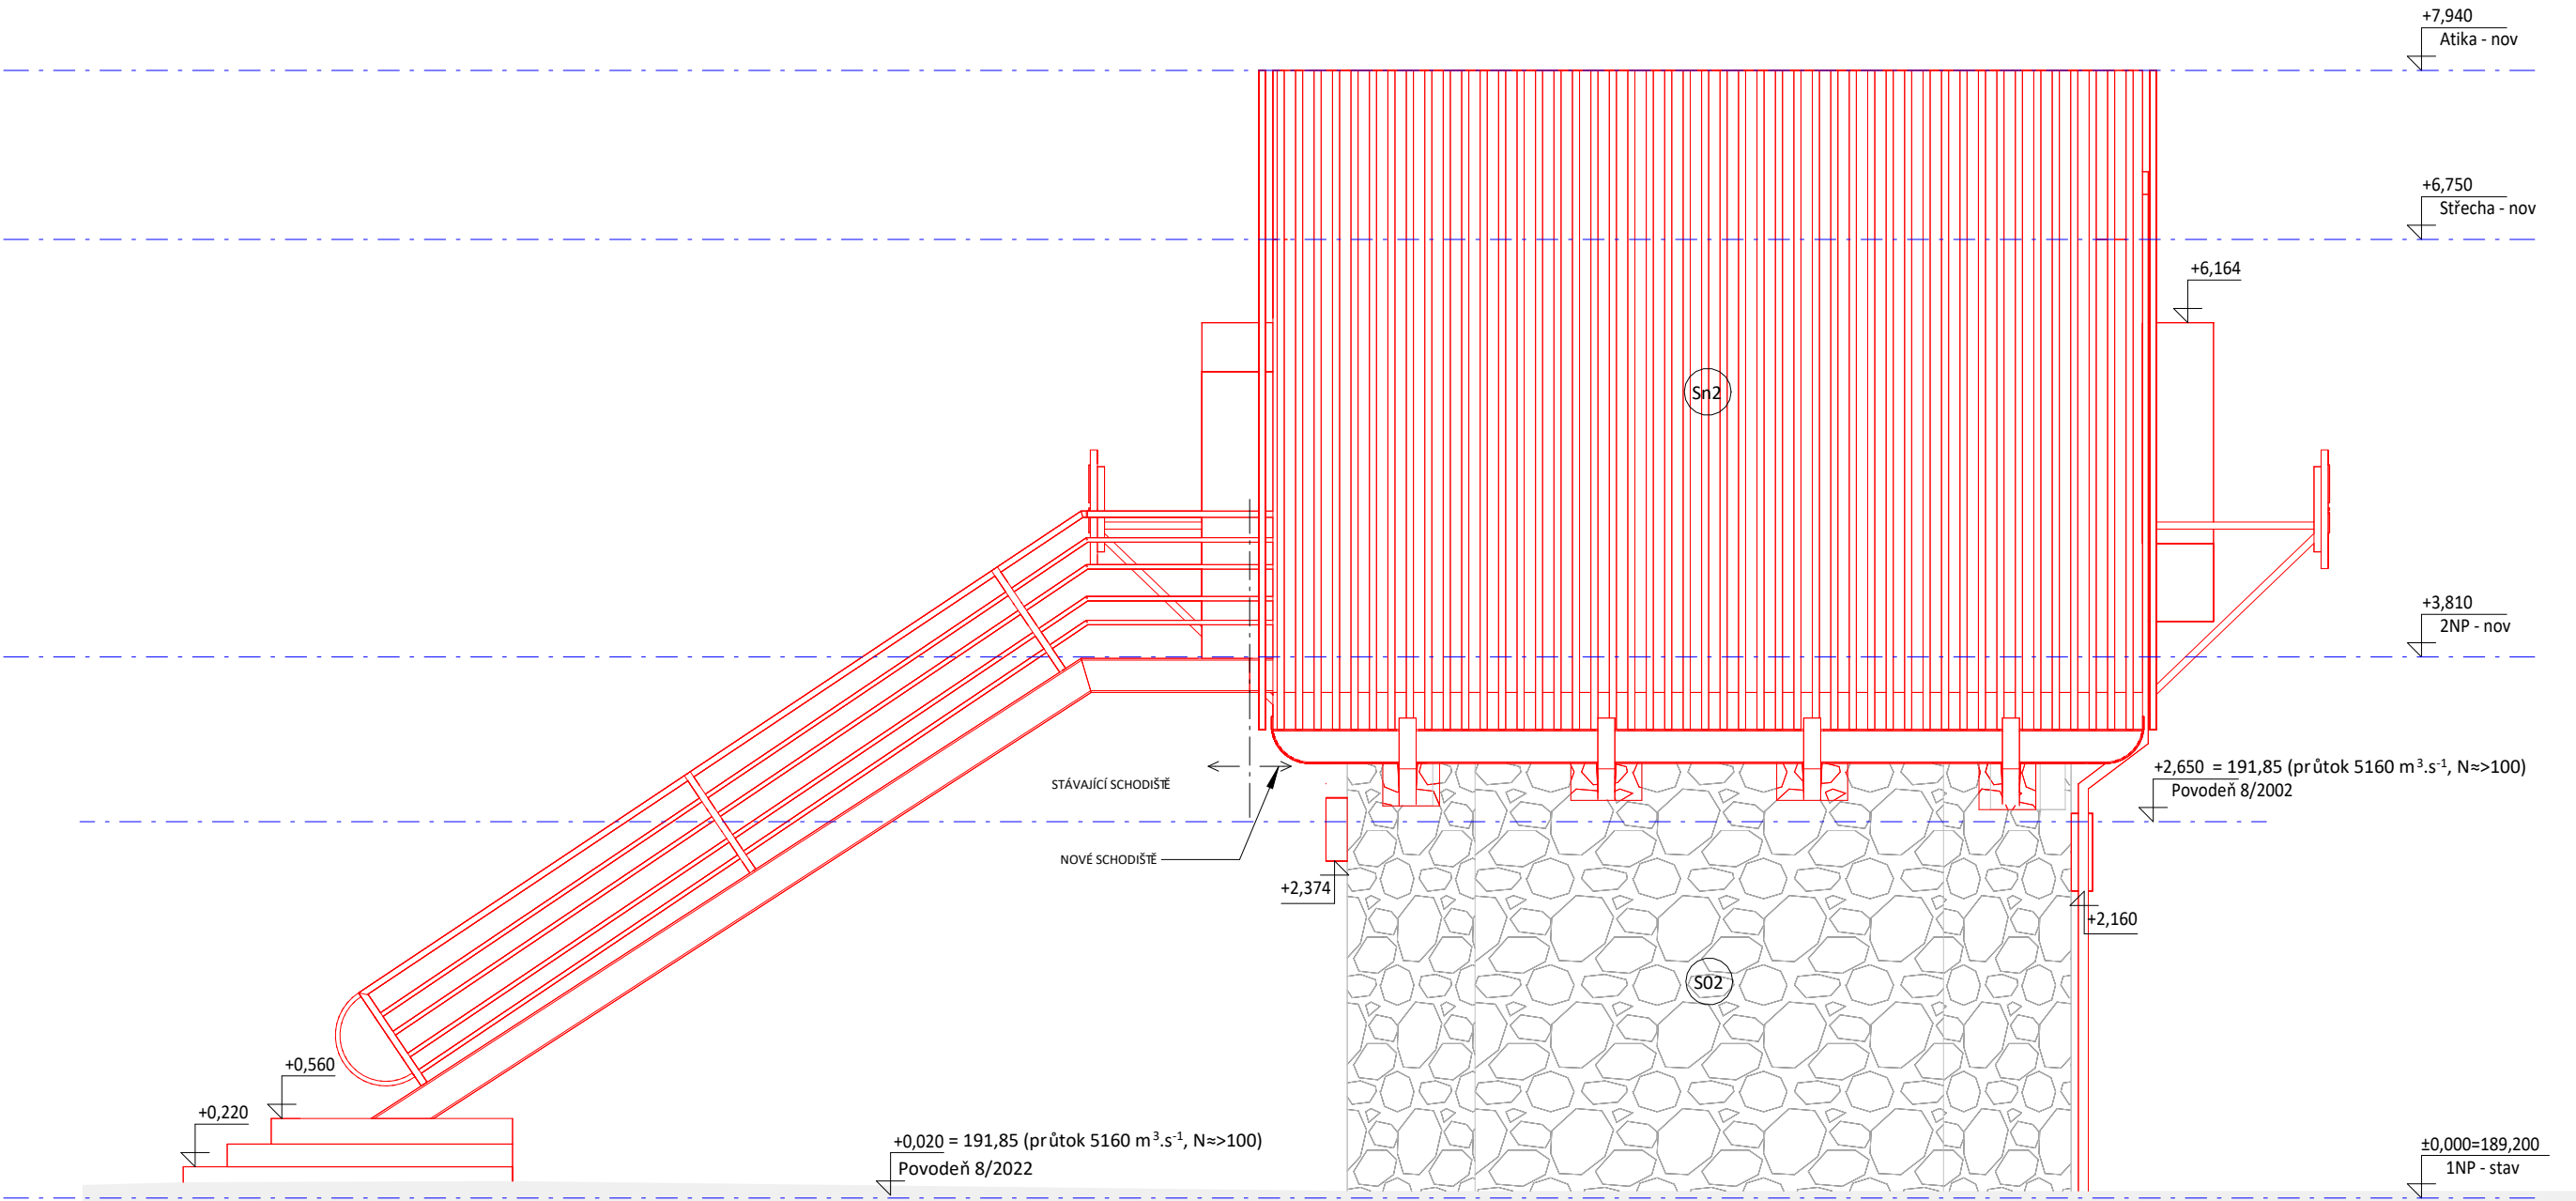 +7,940
Atika - nov
+6,750
Střecha - nov
+6,164
Sn2
+3,810
2NP - nov
STÁVAJÍCÍ SCHODIŠTĚ
+2,650 = 191,85 (průtok 5160 m³.s⁻¹, N≈>100)
Povodeň 8/2002
NOVÉ SCHODIŠTĚ
+2,374
+2,160
S02
+0,560
+0,220
+0,020 = 191,85 (průtok 5160 m³.s⁻¹, N≈>100)
Povodeň 8/2022
±0,000=189,200
1NP - stav